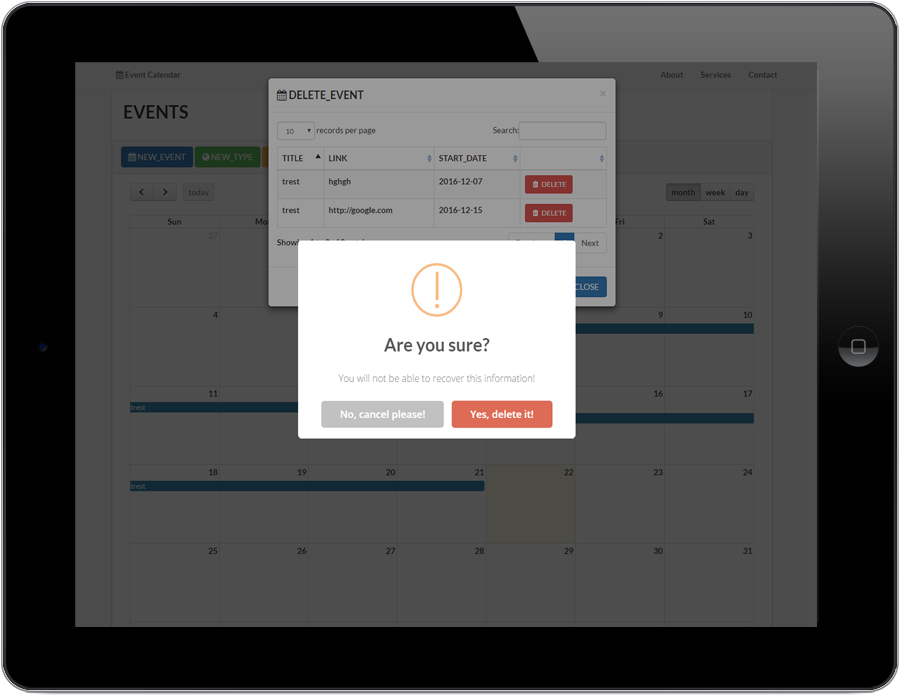 Event Calendar About Services Contact
EVENTS
NEW_EVENT NEW_TYPE
today
month week day
DELETE_EVENT ×
10 records per page Search:
TITLE LINK START_DATE
trest hghgh 2016-12-07 DELETE
trest http://google.com 2016-12-15 DELETE
Next
CLOSE
Are you sure?
You will not be able to recover this information!
No, cancel please! Yes, delete it!
Sun Fri Sat
27 2 3
4 9 10
11 16 17
trest
18 19 20 21 22 23 24
trest
25 26 27 28 29 30 31